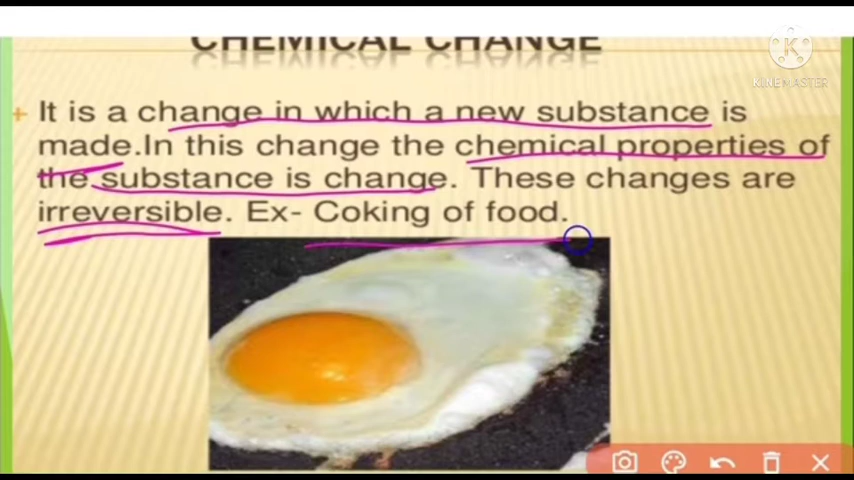 CHEMICAL CHANGE
KINEMASTER
It is a change in which a new substance is
made.In this change the chemical properties of
the substance is change. These changes are
irreversible. Ex- Coking of food.